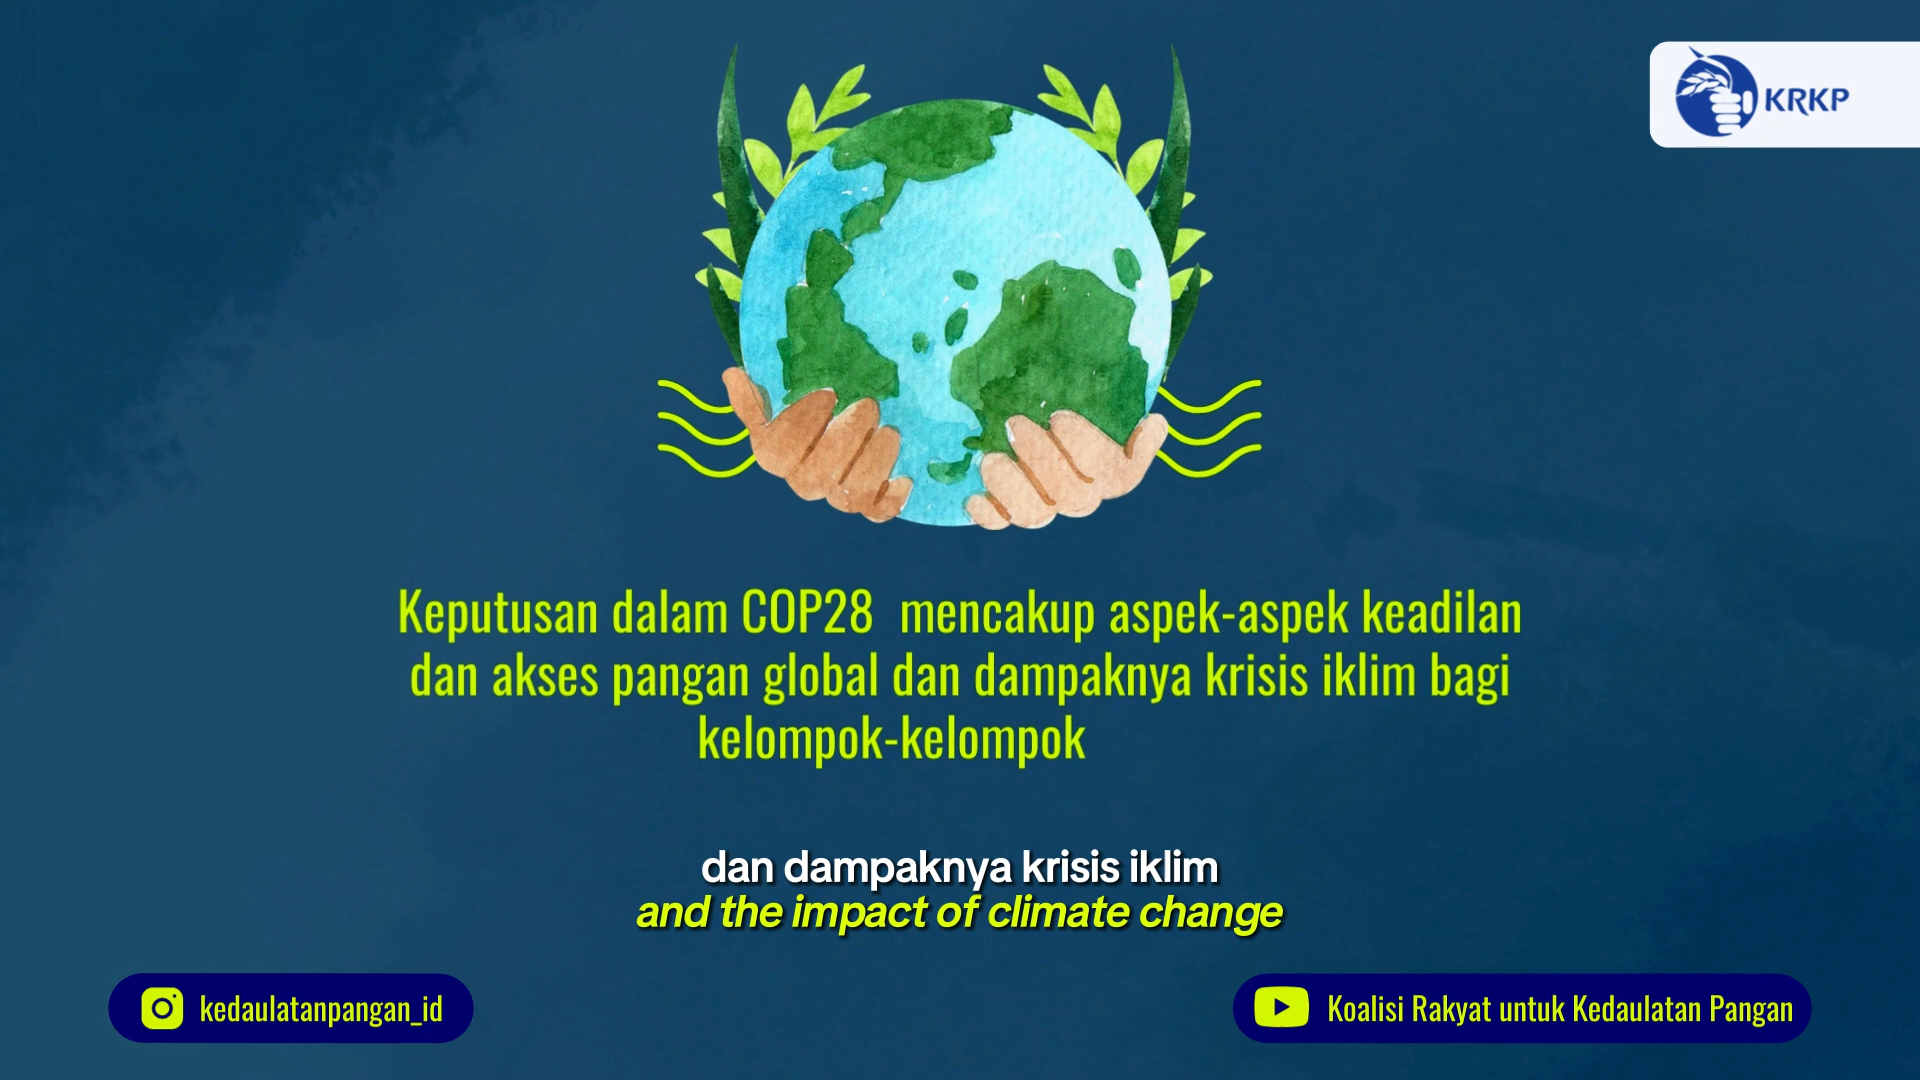 KRKP
Keputusan dalam COP28  mencakup aspek-aspek keadilan
dan akses pangan global dan dampaknya krisis iklim bagi
kelompok-kelompok
dan dampaknya krisis iklim
and the impact of climate change
kedaulatanpangan_id
Koalisi Rakyat untuk Kedaulatan Pangan